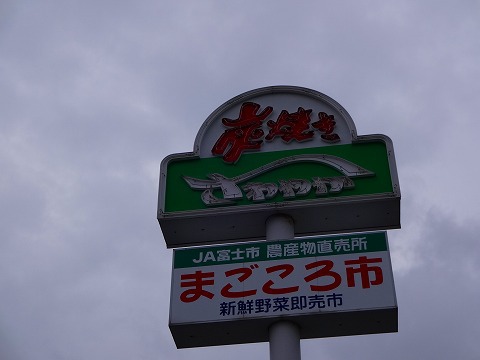 炭焼き
さわやか
JA富士市 農産物直売所
まごころ市
新鮮野菜即売市